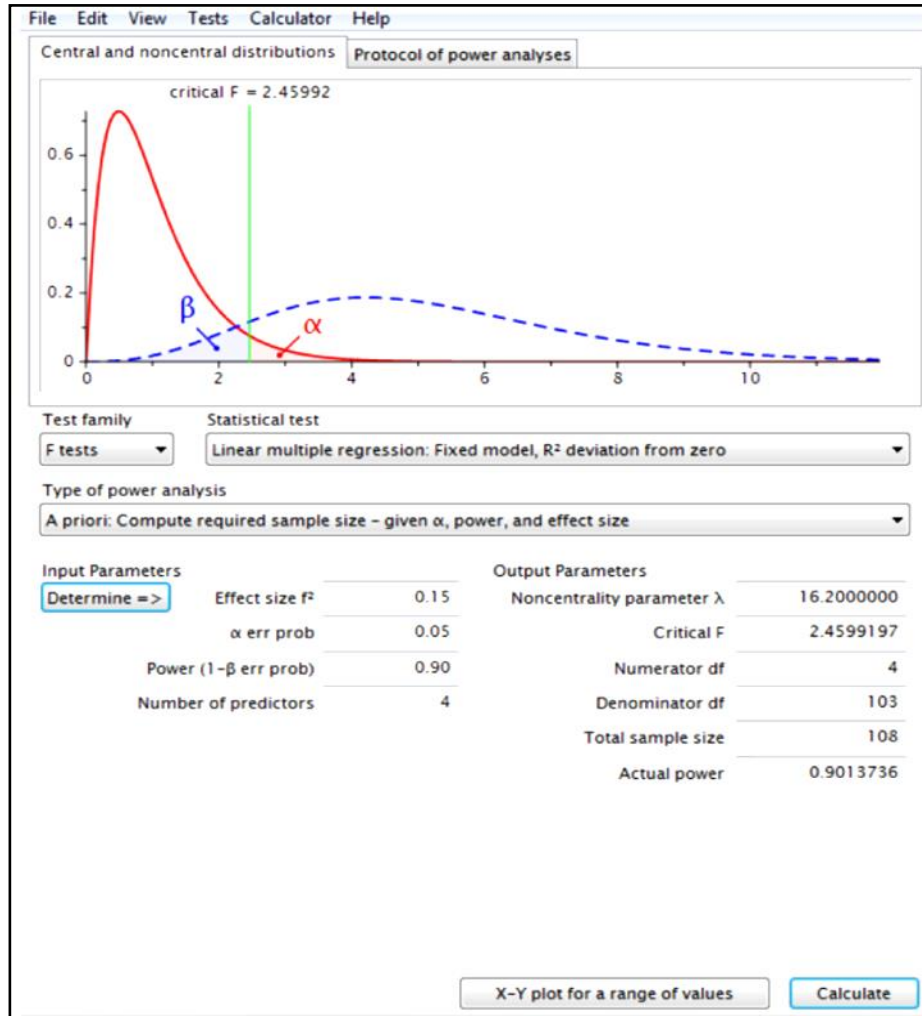 File Edit View Tests Calculator Help
Central and noncentral distributions Protocol of power analyses
critical F = 2.45992
0.6
0.4
0.2
0
β
α
0 2 4 6 8 10
Test family Statistical test
F tests Linear multiple regression: Fixed model, R² deviation from zero
Type of power analysis
A priori: Compute required sample size – given α, power, and effect size
Input Parameters Output Parameters
Determine => Effect size f² 0.15 Noncentrality parameter λ 16.2000000
α err prob 0.05 Critical F 2.4599197
Power (1-β err prob) 0.90 Numerator df 4
Number of predictors 4 Denominator df 103
Total sample size 108
Actual power 0.9013736
X-Y plot for a range of values Calculate